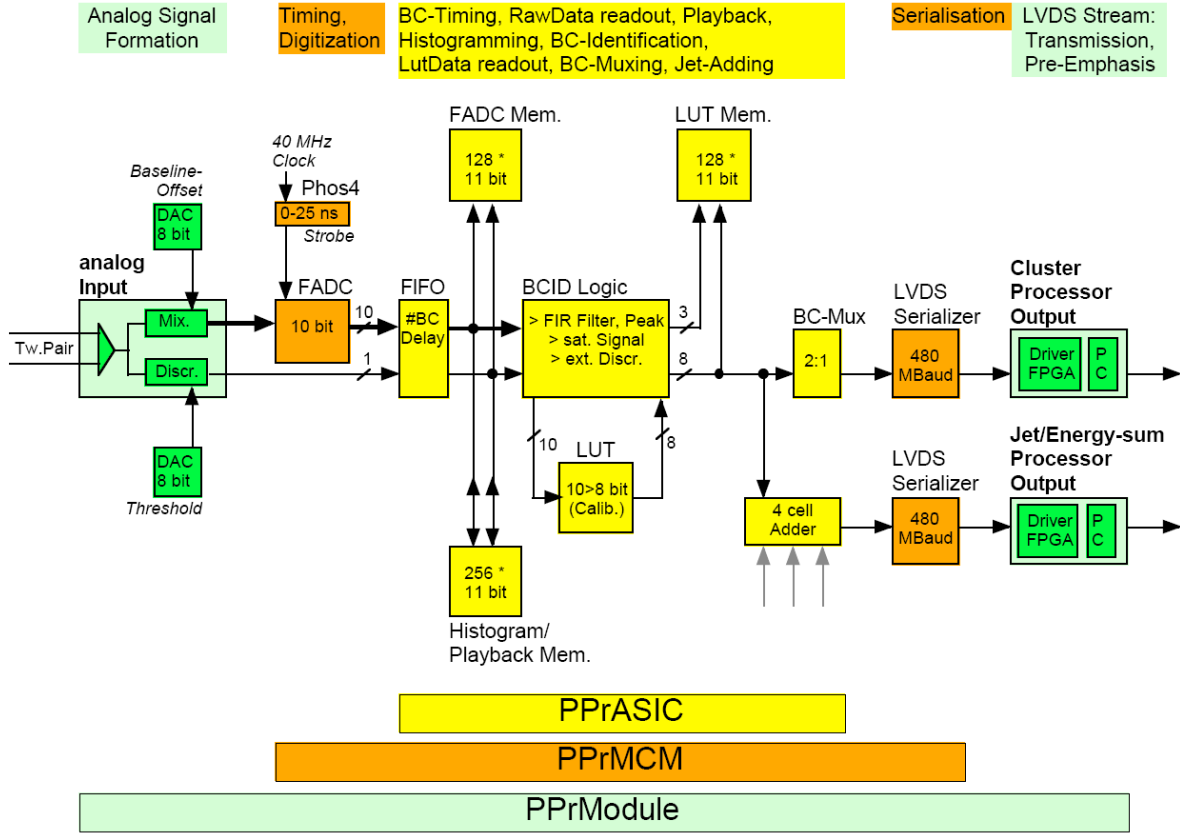 Analog Signal
Formation
Timing,
Digitization
BC-Timing, RawData readout, Playback,
Histogramming, BC-Identification,
LutData readout, BC-Muxing, Jet-Adding
Serialisation
LVDS Stream:
Transmission,
Pre-Emphasis
FADC Mem.
128 *
11 bit
LUT Mem.
128 *
11 bit
40 MHz
Clock
Phos4
0-25 ns
Strobe
Baseline-
Offset
DAC
8 bit
analog
Input
Mix.
Discr.
Tw.Pair
DAC
8 bit
Threshold
FADC
10 bit
10
1
FIFO
#BC
Delay
BCID Logic
> FIR Filter, Peak
> sat. Signal
> ext. Discr.
3
8
10
8
LUT
10>8 bit
(Calib.)
256 *
11 bit
Histogram/
Playback Mem.
BC-Mux
2:1
LVDS
Serializer
480
MBaud
Cluster
Processor
Output
Driver
FPGA
P
C
4 cell
Adder
LVDS
Serializer
480
MBaud
Jet/Energy-sum
Processor
Output
Driver
FPGA
P
C
PPrASIC
PPrMCM
PPrModule